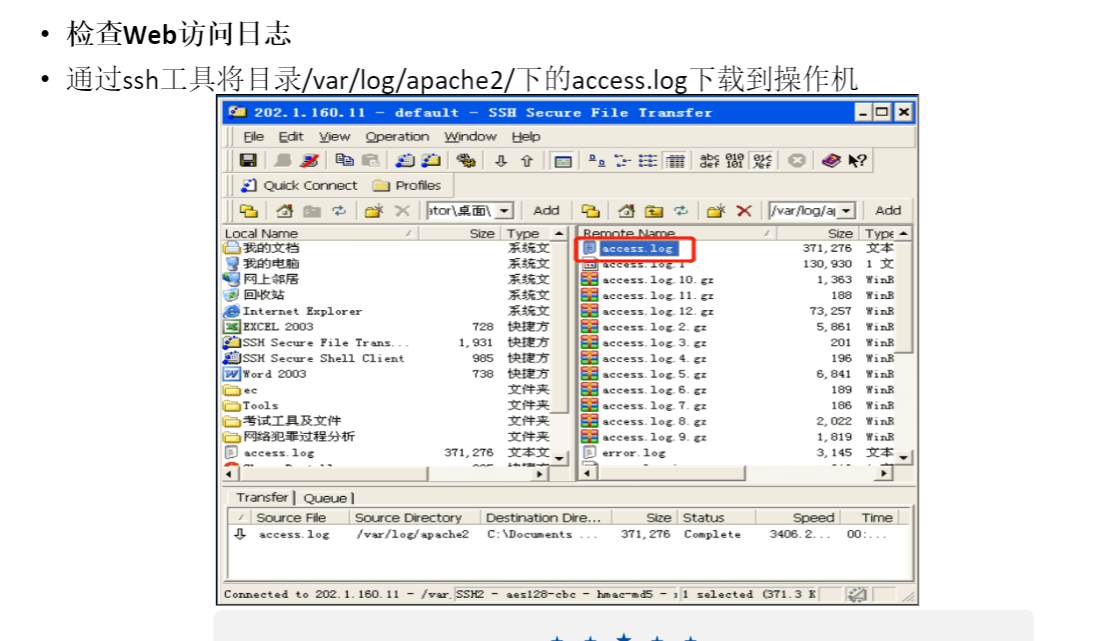 • 检查Web访问日志
• 通过ssh工具将目录/var/log/apache2/下的access.log下载到操作机
202.1.160.11 - default - SSH Secure File Transfer
File Edit View Operation Window Help
Quick Connect Profiles
ator\桌面\ Add /var/log/a Add
Local Name / Size Type Remote Name / Size Type
我的文档 系统文 access.log 371,276 文本
我的电脑 系统文 access.log.1 130,930 1 文
网上邻居 系统文 access.log.10.gz 1,363 WinR
回收站 系统文 access.log.11.gz 188 WinR
Internet Explorer 系统文 access.log.12.gz 73,257 WinR
EXCEL 2003 728 快捷方 access.log.2.gz 5,861 WinR
SSH Secure File Trans... 1,931 快捷方 access.log.3.gz 201 WinR
SSH Secure Shell Client 985 快捷方 access.log.4.gz 196 WinR
Word 2003 738 快捷方 access.log.5.gz 6,841 WinR
ec 文件夹 access.log.6.gz 189 WinR
Tools 文件夹 access.log.7.gz 186 WinR
考试工具及文件 文件夹 access.log.8.gz 2,022 WinR
网络犯罪过程分析 文件夹 access.log.9.gz 1,819 WinR
access.log 371,276 文本文 error.log 3,145 文本
Transfer Queue
/ Source File Source Directory Destination Dire... Size Status Speed Time
access.log /var/log/apache2 C:\Documents ... 371,276 Complete 3406.2... 00:...
Connected to 202.1.160.11 - /var. SSH2 - aes128-cbc - hmac-md5 - 1 selected (371.3 K